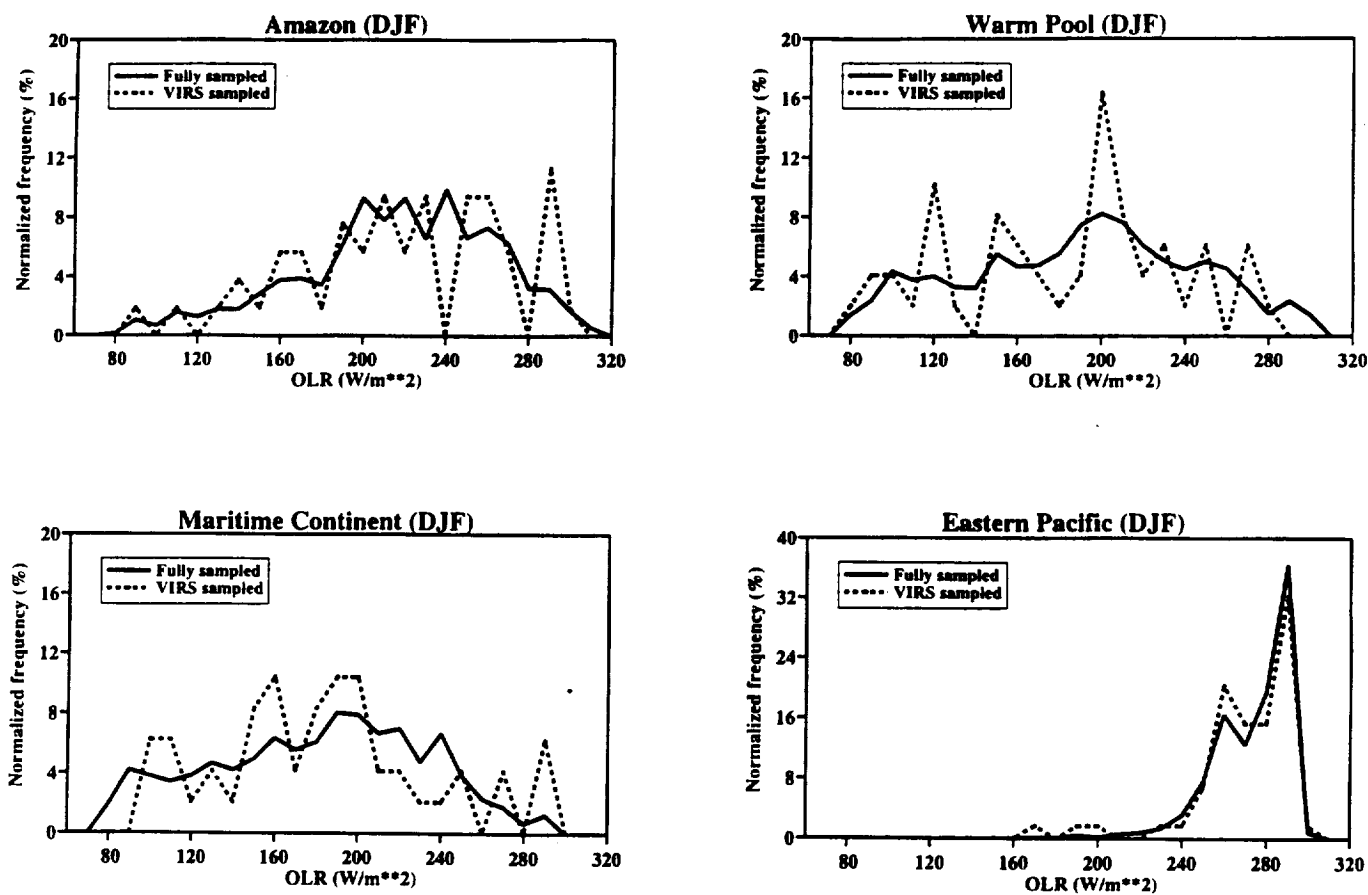 Amazon (DJF)
20
16
12
8
4
0
Normalized frequency (%)
Fully sampled
VIRS sampled
80 120 160 200 240 280 320
OLR (W/m**2)
Warm Pool (DJF)
20
16
12
8
4
0
Normalized frequency (%)
Fully sampled
VIRS sampled
80 120 160 200 240 280 320
OLR (W/m**2)
Maritime Continent (DJF)
20
16
12
8
4
0
Normalized frequency (%)
Fully sampled
VIRS sampled
80 120 160 200 240 280 320
OLR (W/m**2)
Eastern Pacific (DJF)
40
32
24
16
8
0
Normalized frequency (%)
Fully sampled
VIRS sampled
80 120 160 200 240 280 320
OLR (W/m**2)